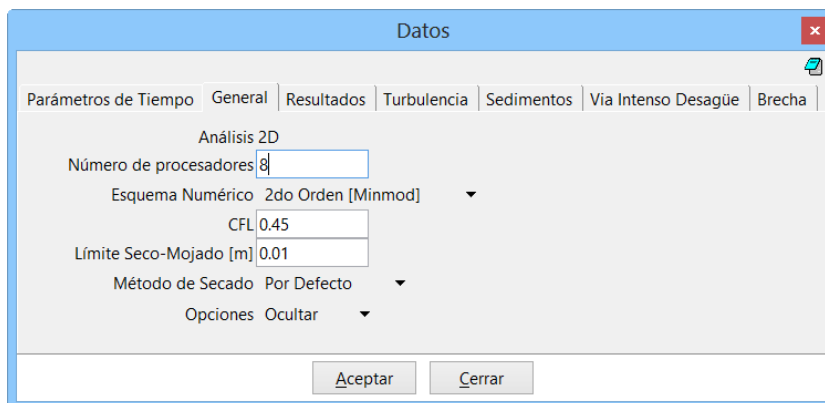 Datos
Parámetros de Tiempo General Resultados Turbulencia Sedimentos Via Intenso Desagüe Brecha
Análisis 2D
Número de procesadores 8
Esquema Numérico 2do Orden [Minmod]
CFL 0.45
Límite Seco-Mojado [m] 0.01
Método de Secado Por Defecto
Opciones Ocultar
Aceptar Cerrar